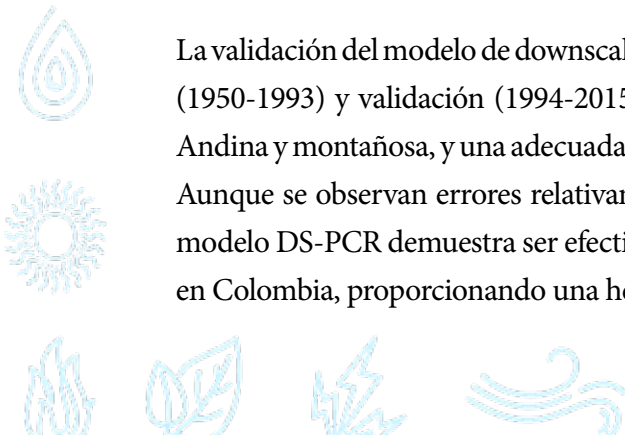 La validación del modelo de downscal
(1950-1993) y validación (1994-2015
Andina y montañosa, y una adecuada
Aunque se observan errores relativar
modelo DS-PCR demuestra ser efecti
en Colombia, proporcionando una he